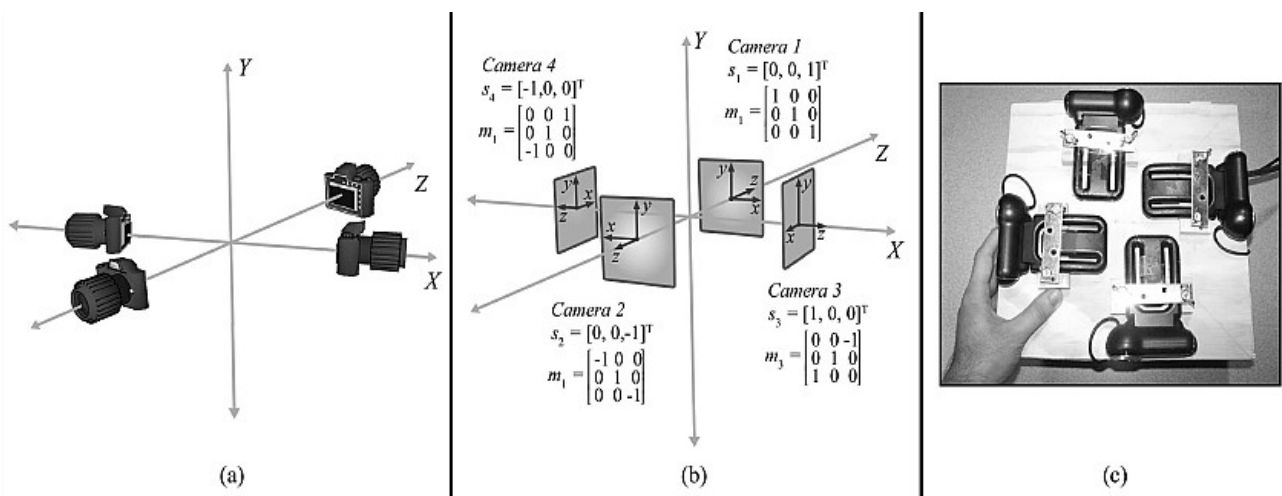 Y
Z
X
(a)
Y
Camera 4
s4 = [-1,0, 0]T
m1 = [0 0 1
0 1 0
-1 0 0]
Camera 1
s1 = [0, 0, 1]T
m1 = [1 0 0
0 1 0
0 0 1]
Z
y
x
z
y
x
z
y
z
x
y
x
z
X
Camera 2
s2 = [0, 0,-1]T
m1 = [-1 0 0
0 1 0
0 0 -1]
Camera 3
s3 = [1, 0, 0]T
m3 = [0 0 -1
0 1 0
1 0 0]
(b)
(c)